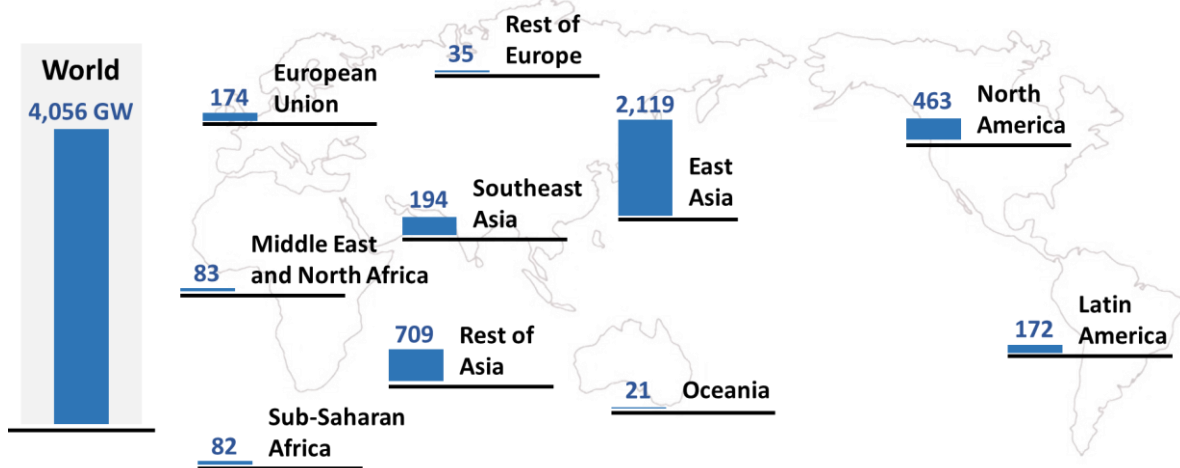 World
4,056 GW
174
European
Union
35
Rest of
Europe
2,119
East
Asia
463
North
America
194
Southeast
Asia
83
Middle East
and North Africa
709
Rest of
Asia
21
Oceania
172
Latin
America
82
Sub-Saharan
Africa